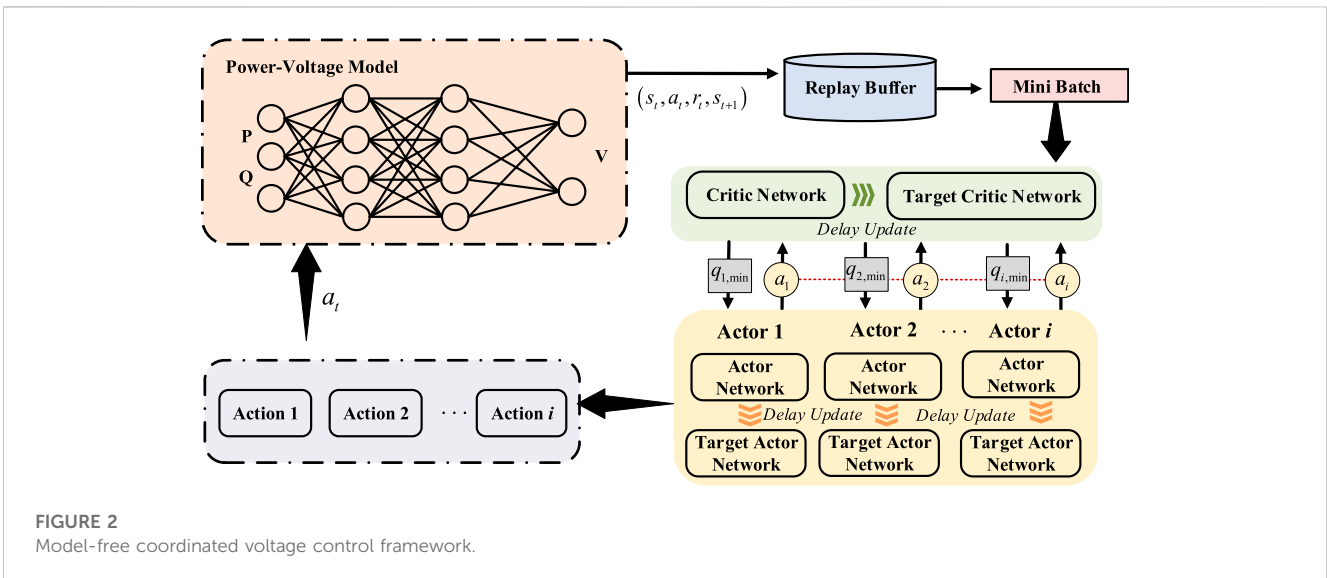 Power-Voltage Model
P
Q
V
(s_t, a_t, r_t, s_{t+1})
Replay Buffer
Mini Batch
Critic Network
Target Critic Network
Delay Update
q_{1,min}
a_1
q_{2,min}
a_2
q_{i,min}
a_i
a_t
Actor 1
Actor 2
· · ·
Actor i
Actor
Network
Actor
Network
Actor
Network
Delay Update
Delay Update
Target Actor
Network
Target Actor
Network
Target Actor
Network
Action 1
Action 2
· · ·
Action i
FIGURE 2
Model-free coordinated voltage control framework.